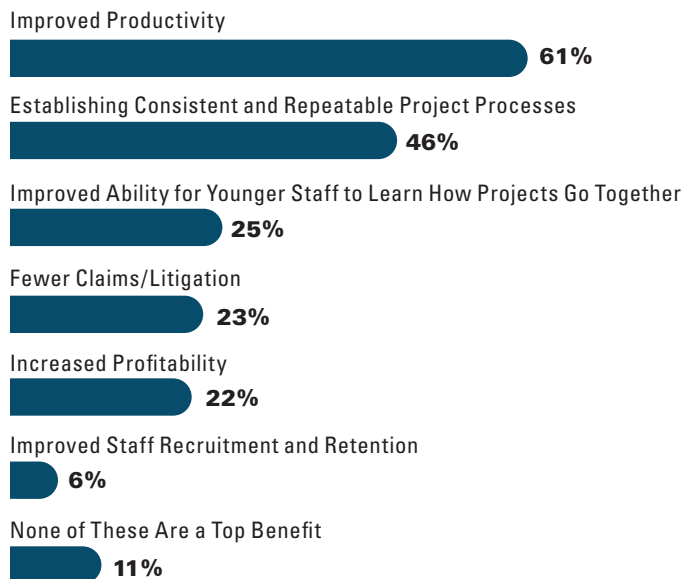 Improved Productivity
61%
Establishing Consistent and Repeatable Project Processes
46%
Improved Ability for Younger Staff to Learn How Projects Go Together
25%
Fewer Claims/Litigation
23%
Increased Profitability
22%
Improved Staff Recruitment and Retention
6%
None of These Are a Top Benefit
11%